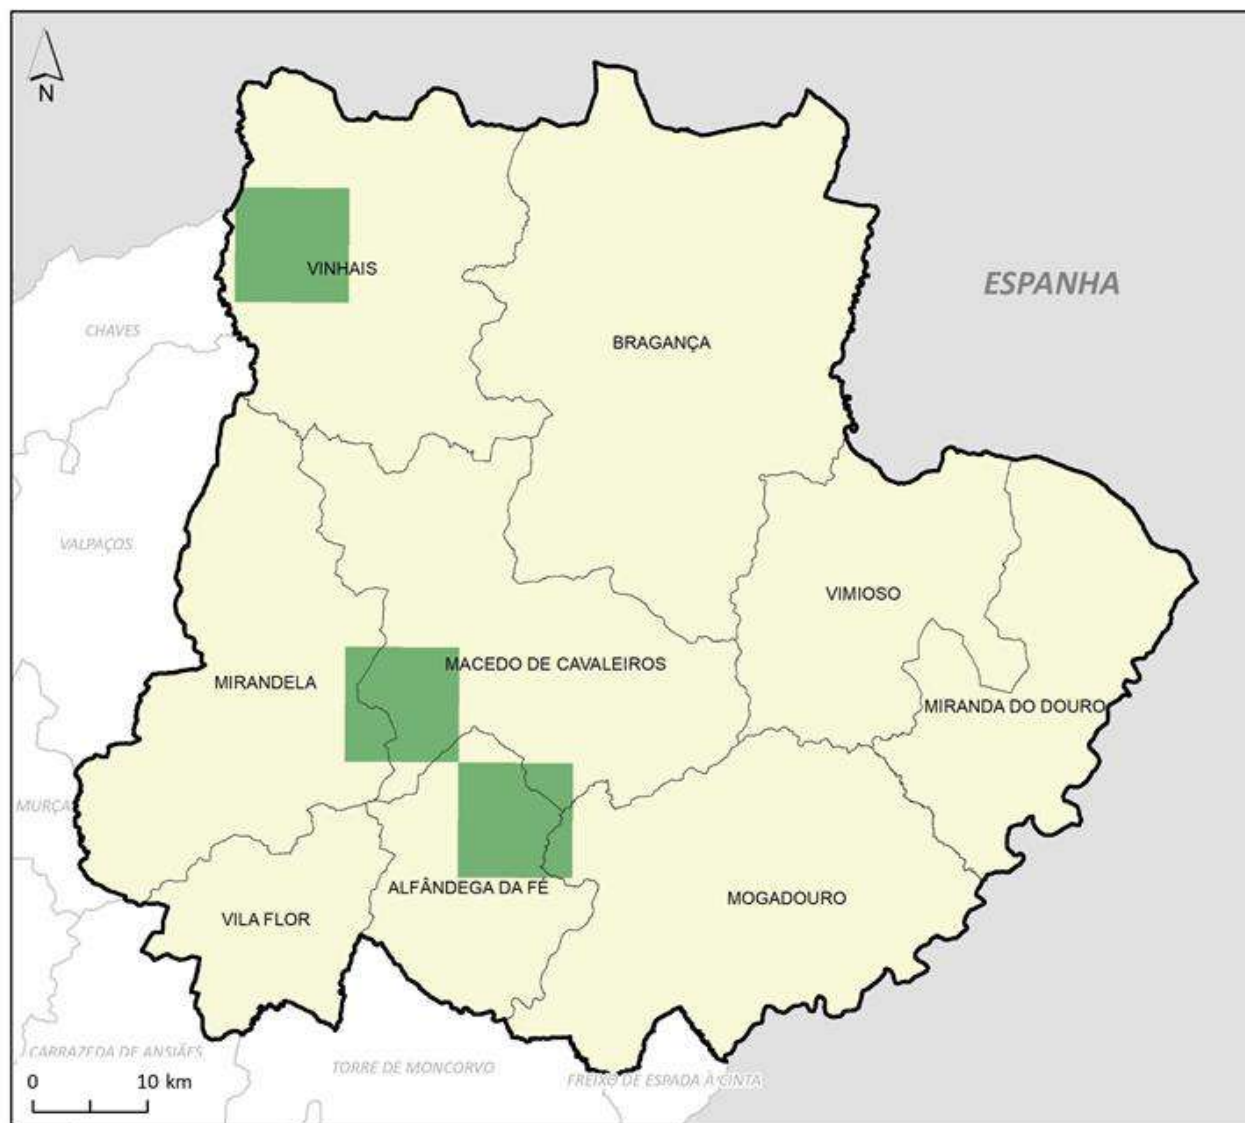 N
VINHAIS
ESPANHA
CHAVES
BRAGANÇA
VALPAÇOS
VIMIOSO
MACEDO DE CAVALEIROS
MIRANDELA
MIRANDA DO DOURO
MURÇA
ALFÂNDEGA DA FÉ
MOGADOURO
VILA FLOR
CARRAZEDA DE ANSIÃES
TORRE DE MONCORVO
FREIXO DE ESPADA À CINTA
0 10 km